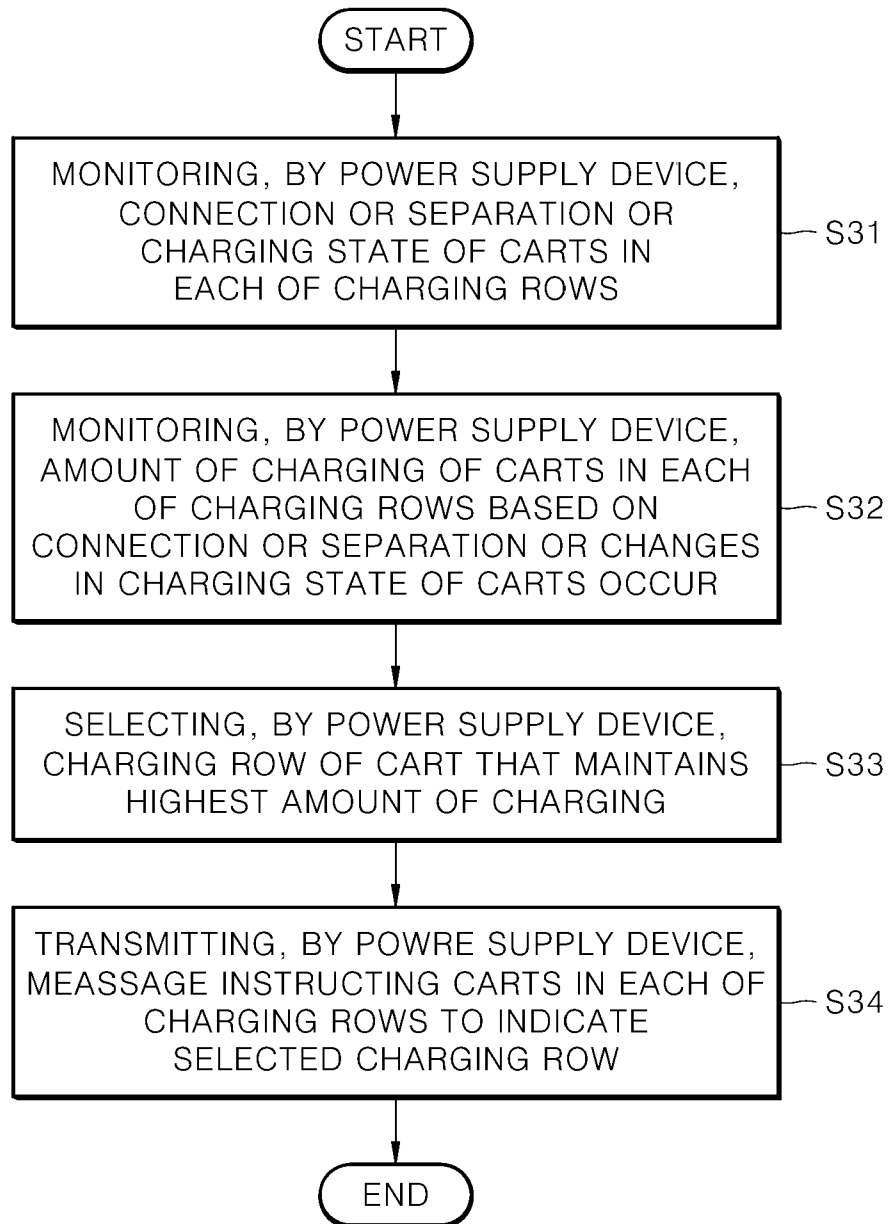 START
MONITORING, BY POWER SUPPLY DEVICE,
CONNECTION OR SEPARATION OR
CHARGING STATE OF CARTS IN
EACH OF CHARGING ROWS
S31
MONITORING, BY POWER SUPPLY DEVICE,
AMOUNT OF CHARGING OF CARTS IN EACH
OF CHARGING ROWS BASED ON
CONNECTION OR SEPARATION OR CHANGES
IN CHARGING STATE OF CARTS OCCUR
S32
SELECTING, BY POWER SUPPLY DEVICE,
CHARGING ROW OF CART THAT MAINTAINS
HIGHEST AMOUNT OF CHARGING
S33
TRANSMITTING, BY POWRE SUPPLY DEVICE,
MEASSAGE INSTRUCTING CARTS IN EACH OF
CHARGING ROWS TO INDICATE
SELECTED CHARGING ROW
S34
END